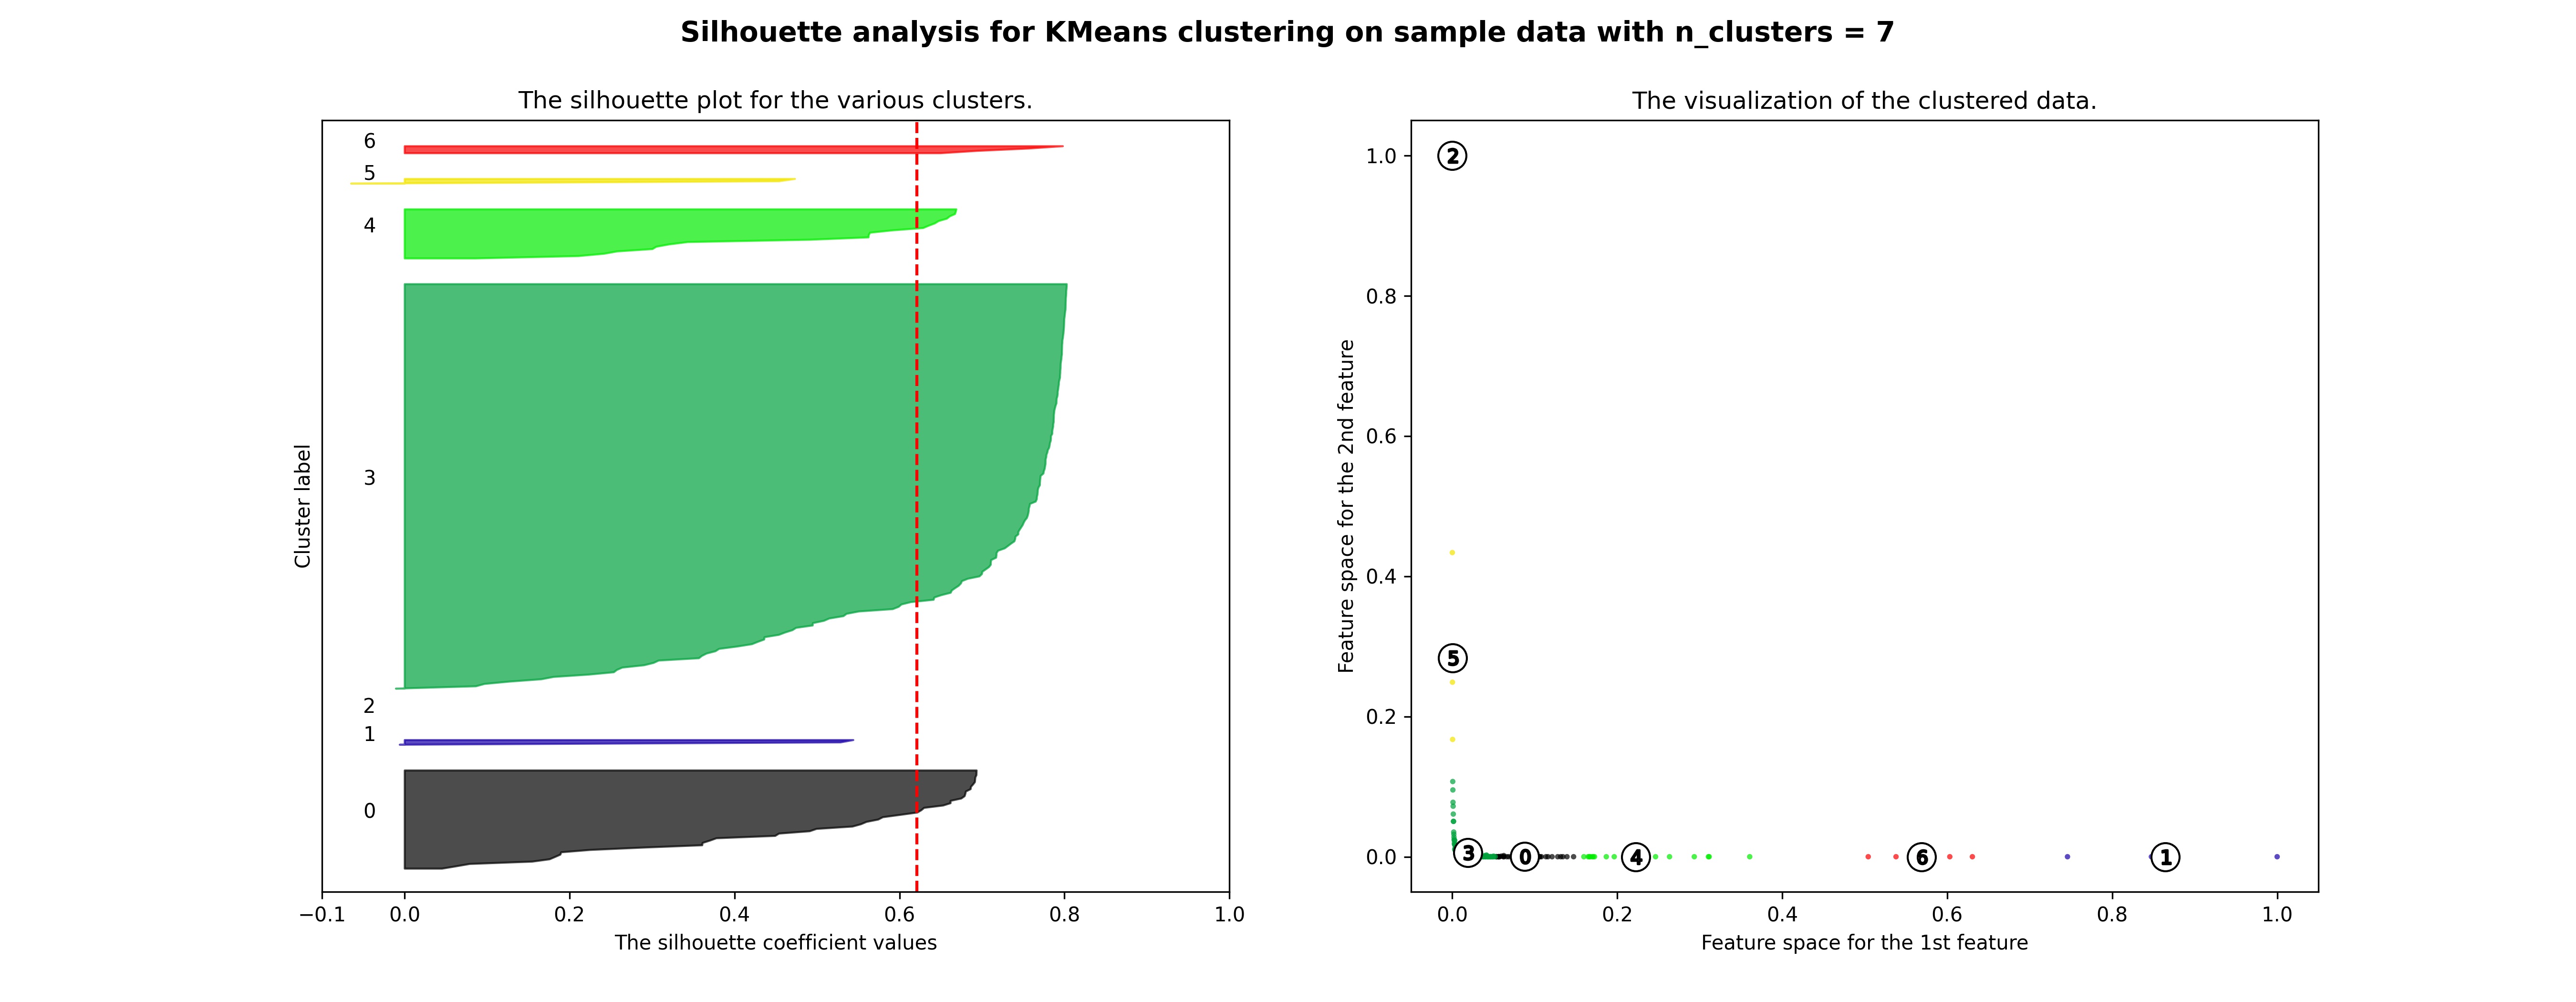 Silhouette analysis for KMeans clustering on sample data with n_clusters = 7
The silhouette plot for the various clusters.
6
5
4
3
2
1
0
Cluster label
−0.1 0.0 0.2 0.4 0.6 0.8 1.0
The silhouette coefficient values
The visualization of the clustered data.
1.0
0.8
0.6
0.4
0.2
0.0
Feature space for the 2nd feature
2
5
3 0 4 6 1
0.0 0.2 0.4 0.6 0.8 1.0
Feature space for the 1st feature